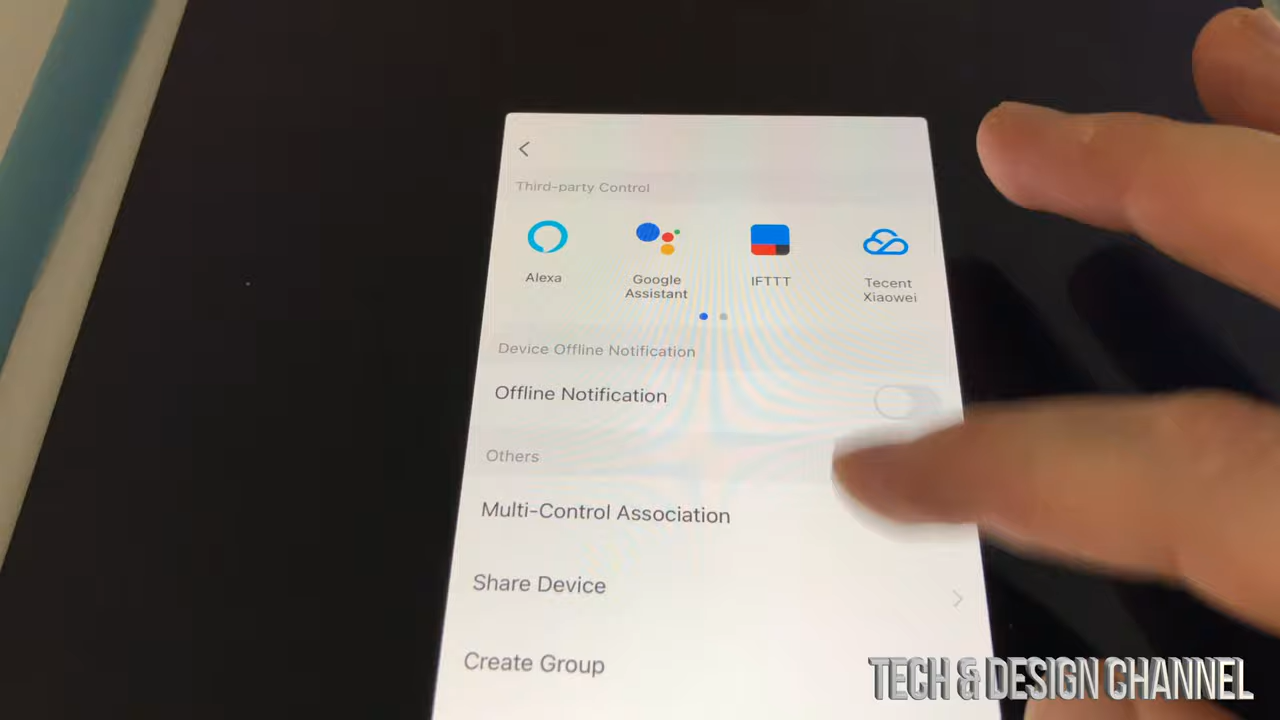 Third-party Control
Alexa
Google
Assistant
IFTTT
Tecent
Xiaowei
Device Offline Notification
Offline Notification
Others
Multi-Control Association
Share Device
Create Group
TECH & DESIGN CHANNEL